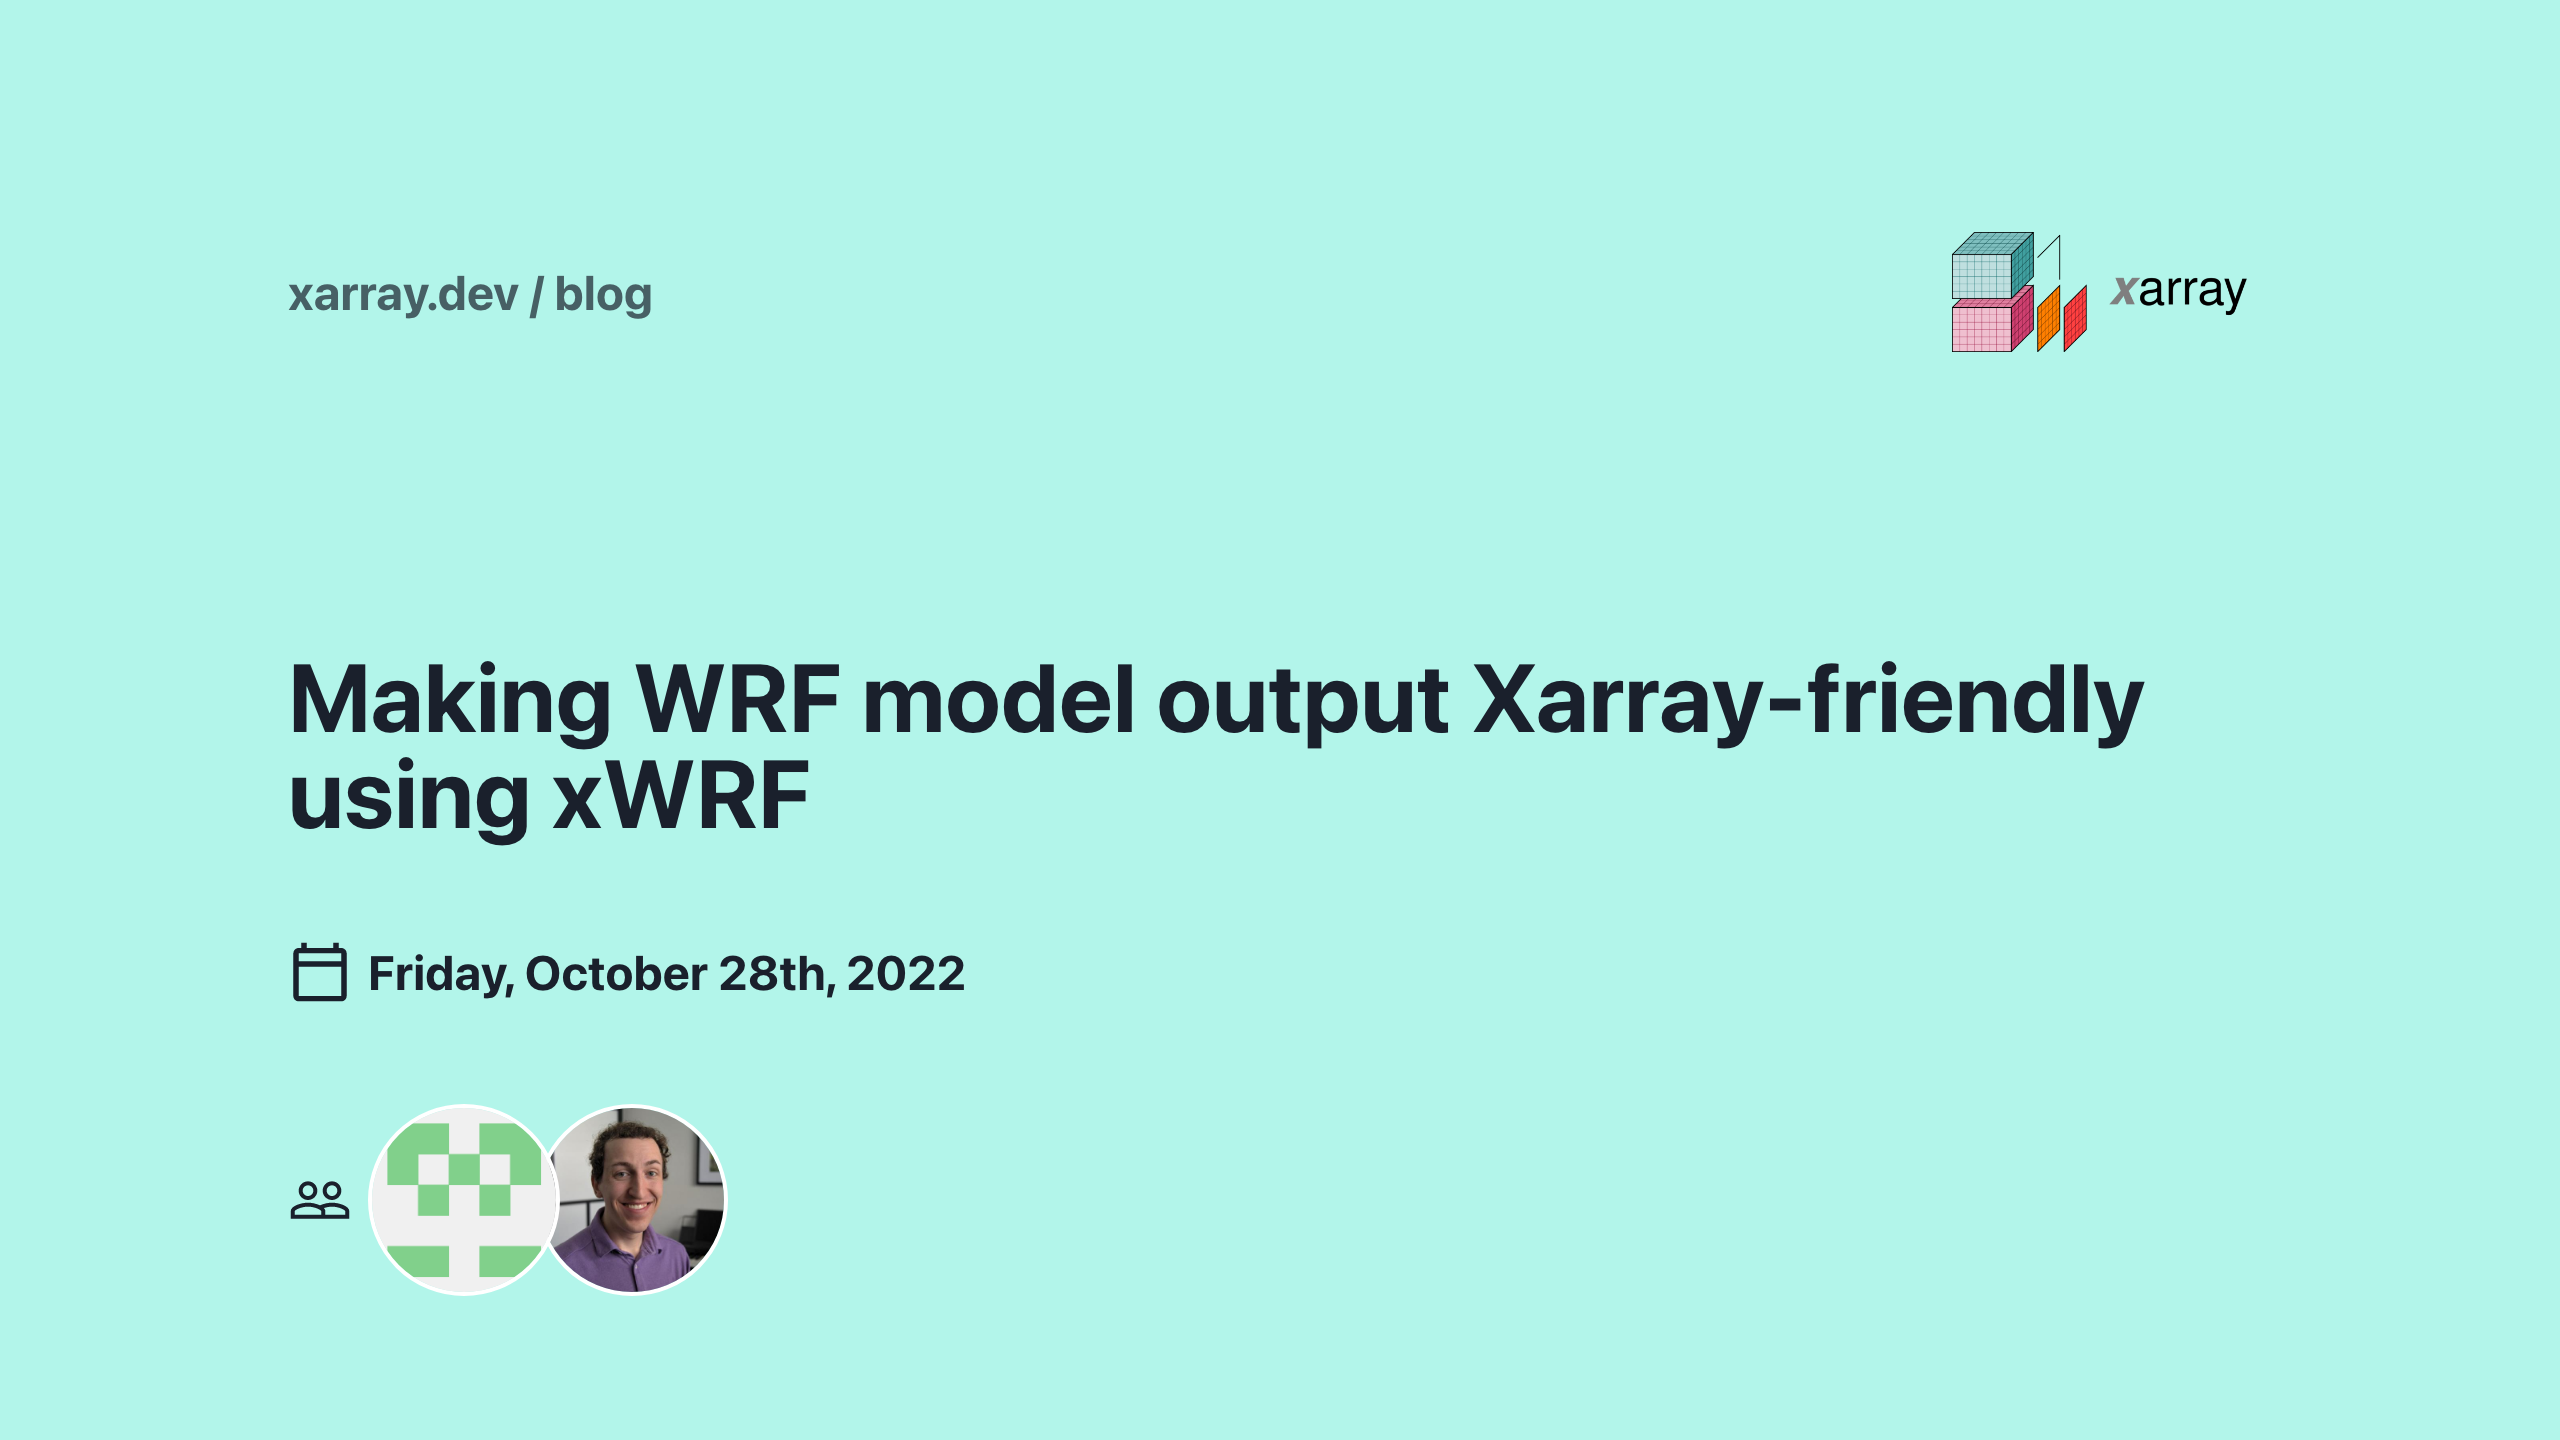 xarray.dev / blog
xarray
Making WRF model output Xarray-friendly
using xWRF
Friday, October 28th, 2022